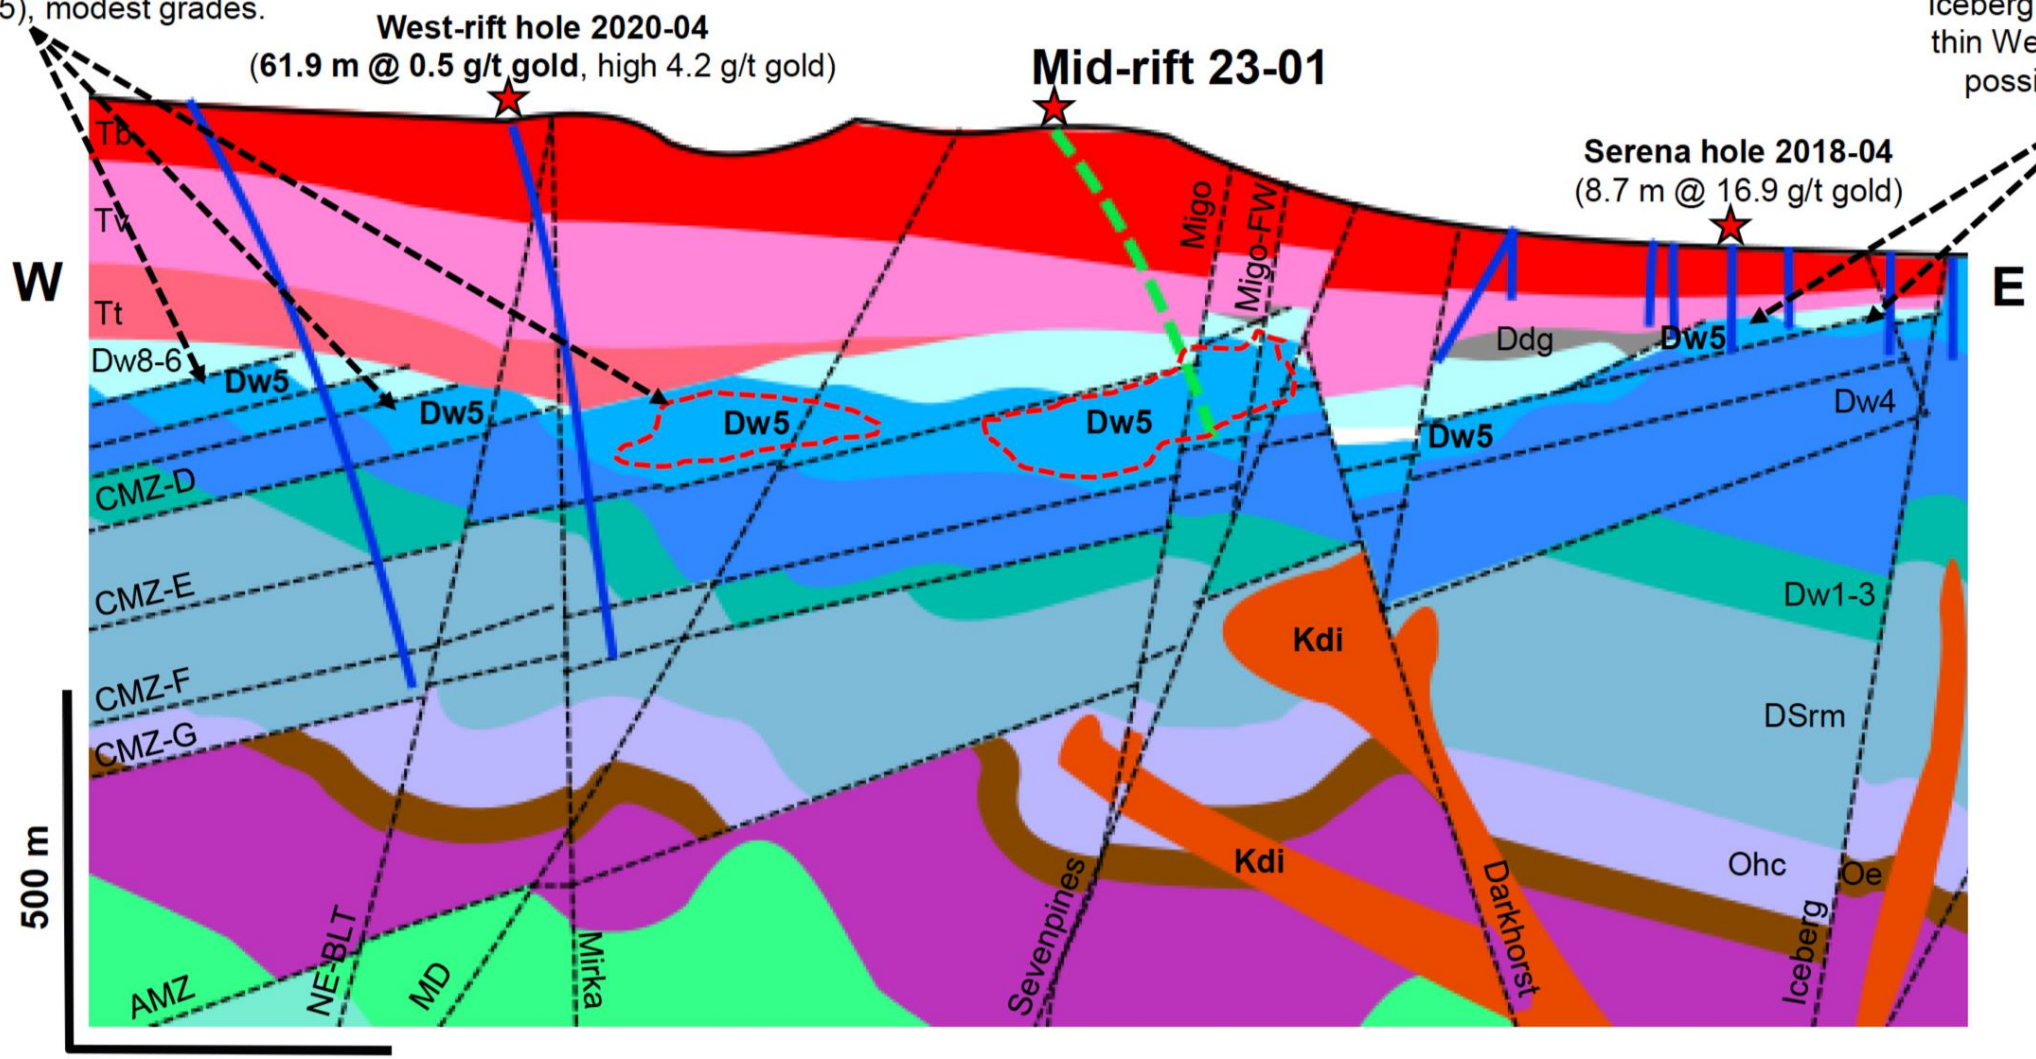 5), modest grades.
West-rift hole 2020-04
(61.9 m @ 0.5 g/t gold, high 4.2 g/t gold)
Mid-rift 23-01
Iceberg
thin We
possi
Serena hole 2018-04
(8.7 m @ 16.9 g/t gold)
W
E
Tb
Tv
Tt
Dw8-6
Dw5
Dw5
Dw5
Dw5
Dw5
Dw5
Migo
Migo-FW
Ddg
Dw4
CMZ-D
CMZ-E
CMZ-F
CMZ-G
Dw1-3
DSrm
Kdi
Kdi
Ohc
Oe
500 m
AMZ
NE-BLT
MD
Mirka
Sevenpines
Darkhorst
Iceberg